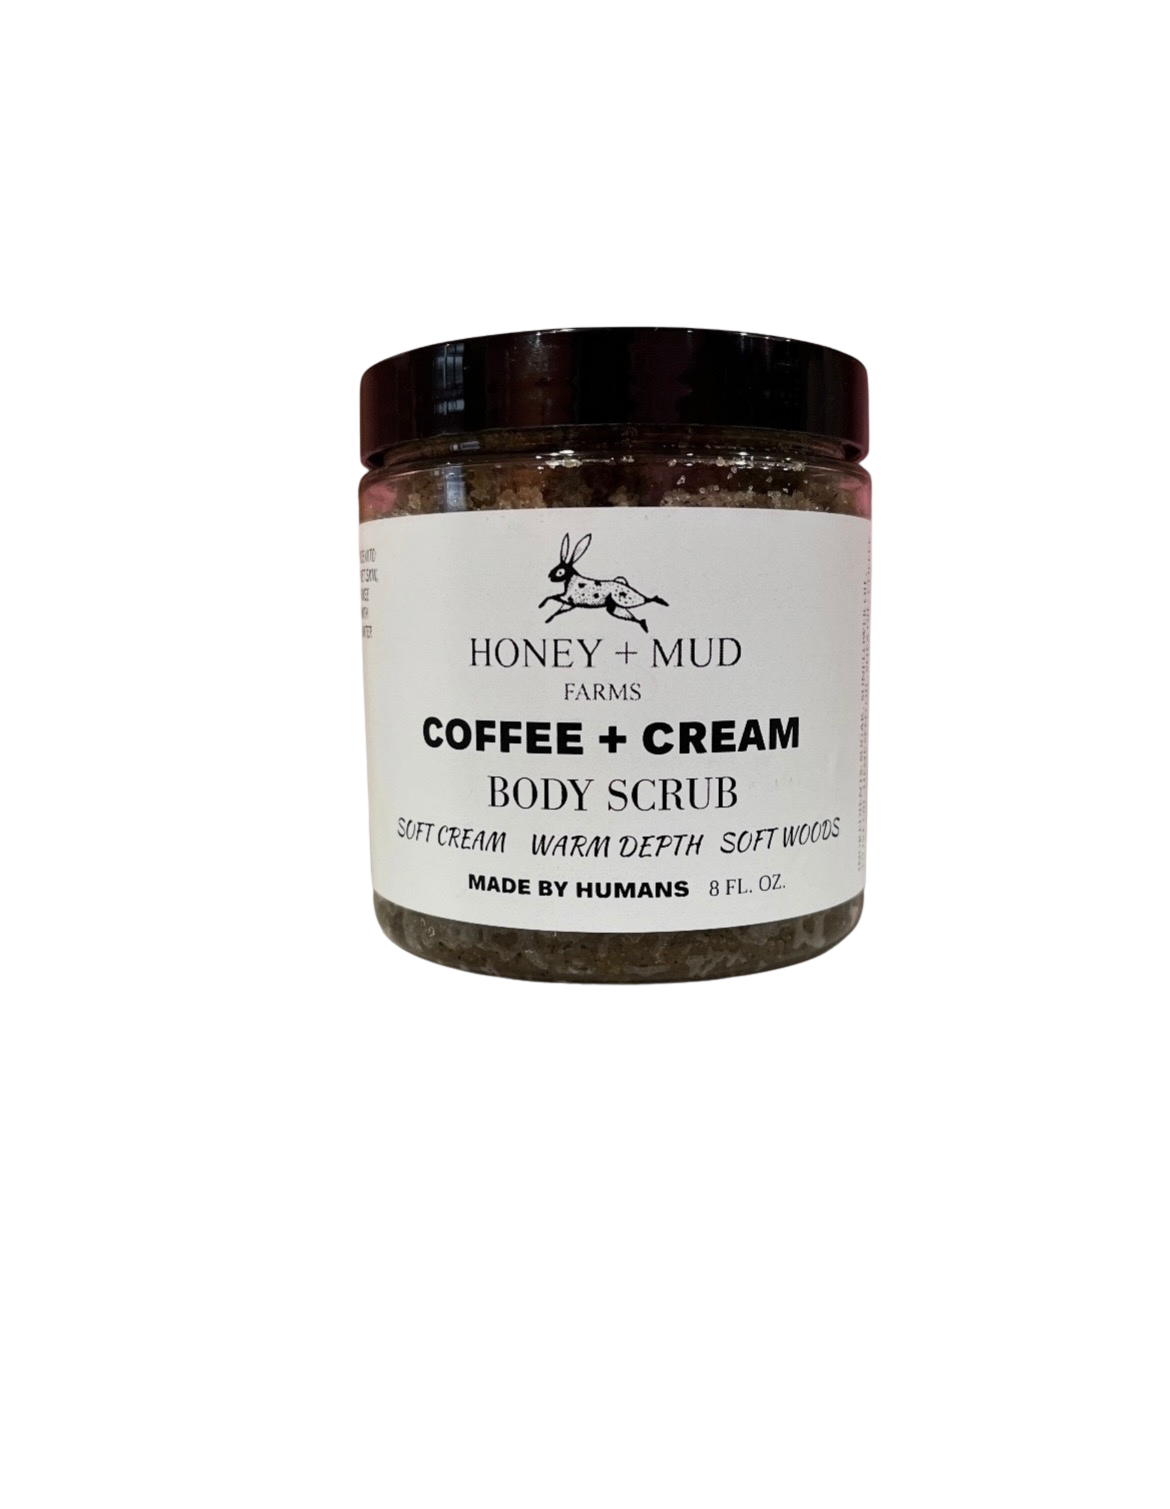 HONEY + MUD
FARMS
COFFEE + CREAM
BODY SCRUB
SOFT CREAM WARM DEPTH SOFT WOODS
MADE BY HUMANS 8 FL. OZ.